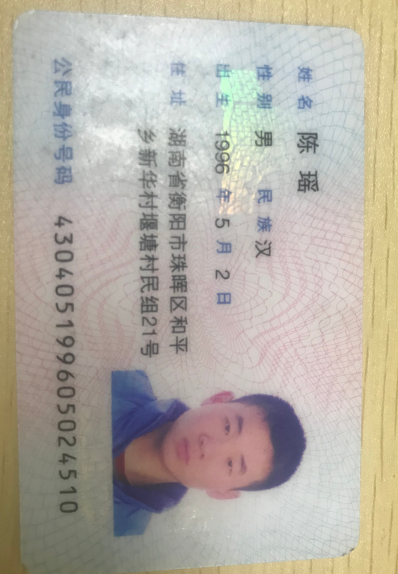 姓名 陈瑶
性别 男 民族 汉
出生 1996 年 5 月 2 日
住址 湖南省衡阳市珠晖区和平
乡新华村堰塘村民组21号
公民身份号码 430405199605024510